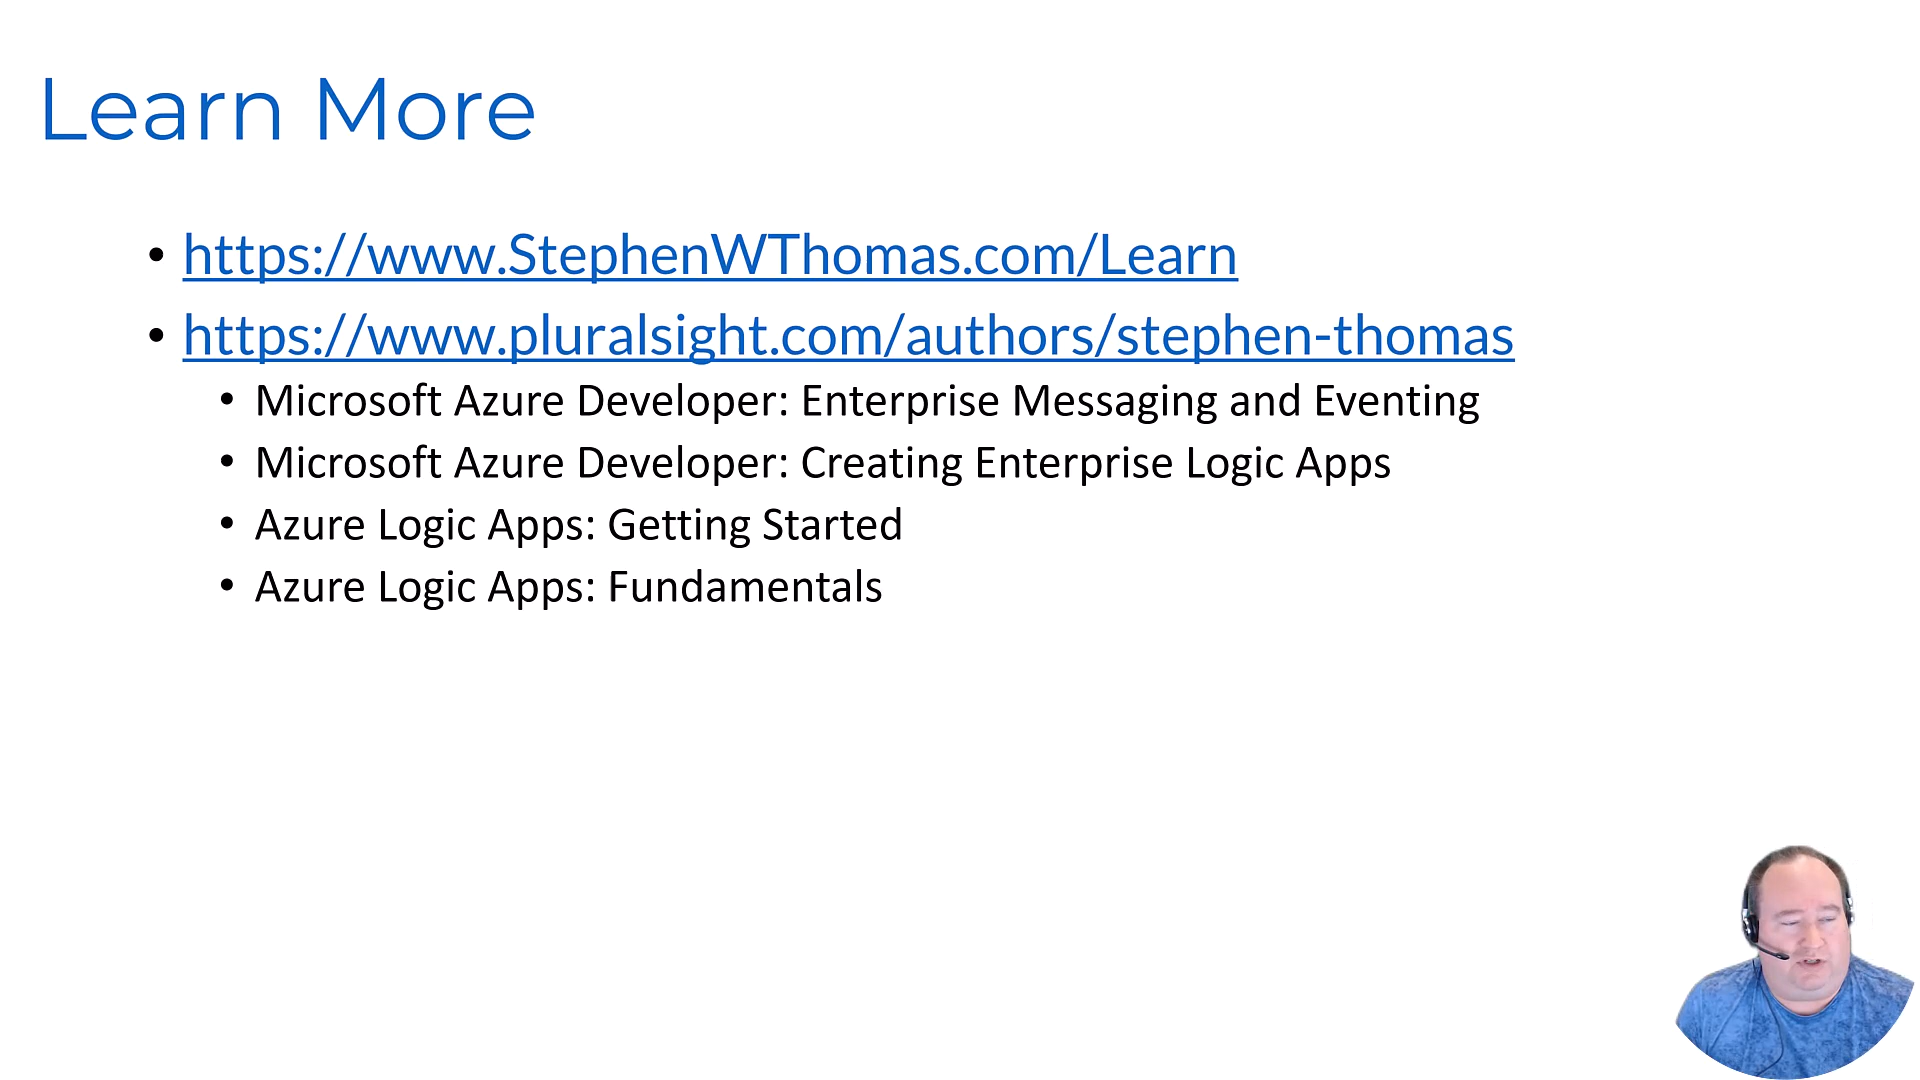 Learn More
• https://www.StephenWThomas.com/Learn
• https://www.pluralsight.com/authors/stephen-thomas
• Microsoft Azure Developer: Enterprise Messaging and Eventing
• Microsoft Azure Developer: Creating Enterprise Logic Apps
• Azure Logic Apps: Getting Started
• Azure Logic Apps: Fundamentals